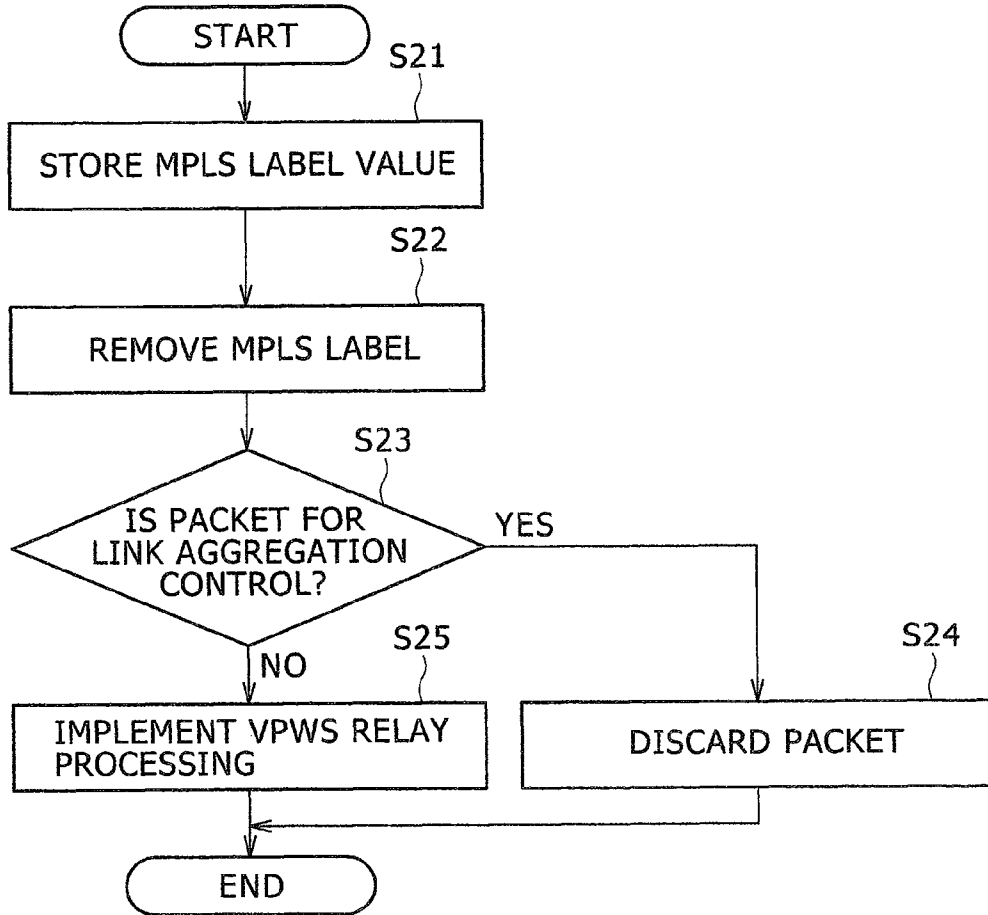 START
S21
STORE MPLS LABEL VALUE
S22
REMOVE MPLS LABEL
S23
IS PACKET FOR
LINK AGGREGATION
CONTROL?
YES
NO
S25
IMPLEMENT VPWS RELAY
PROCESSING
S24
DISCARD PACKET
END